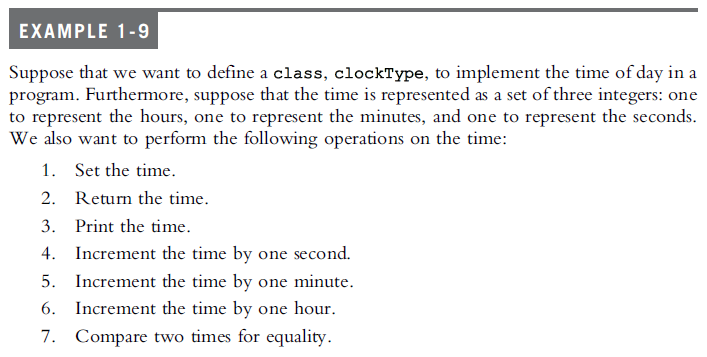 EXAMPLE 1-9
Suppose that we want to define a class, clockType, to implement the time of day in a
program. Furthermore, suppose that the time is represented as a set of three integers: one
to represent the hours, one to represent the minutes, and one to represent the seconds.
We also want to perform the following operations on the time:
1. Set the time.
2. Return the time.
3. Print the time.
4. Increment the time by one second.
5. Increment the time by one minute.
6. Increment the time by one hour.
7. Compare two times for equality.